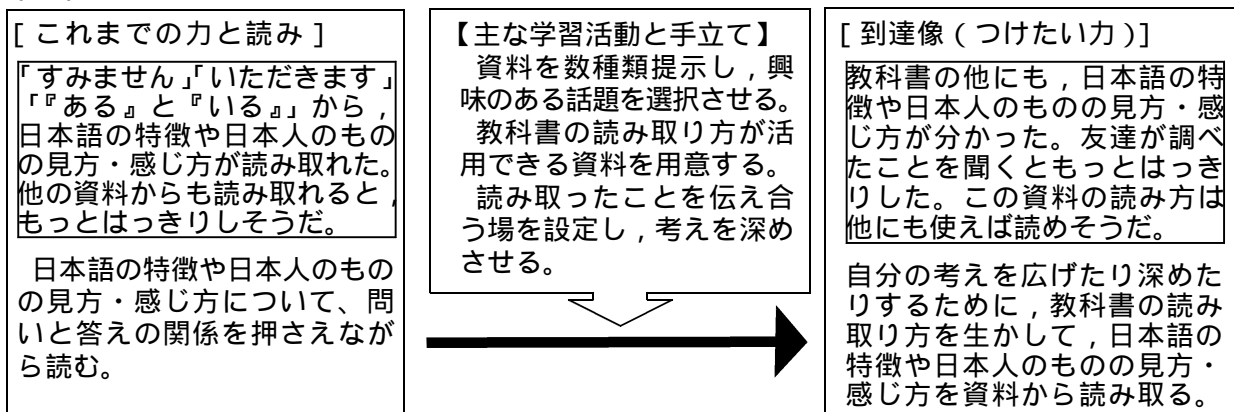 [これまでの力と読み]
「すみません」「いただきます」
「『ある』と『いる』」から，
日本語の特徴や日本人のもの
の見方・感じ方が読み取れた。
他の資料からも読み取れると，
もっとはっきりしそうだ。
日本語の特徴や日本人のもの
の見方・感じ方について、問
いと答えの関係を押さえなが
ら読む。
【主な学習活動と手立て】
資料を数種類提示し，興
味のある話題を選択させる。
教科書の読み取り方が活
用できる資料を用意する。
読み取ったことを伝え合
う場を設定し，考えを深め
させる。
[到達像（つけたい力）]
教科書の他にも，日本語の特
徴や日本人のものの見方・感
じ方が分かった。友達が調べ
たことを聞くともっとはっき
りした。この資料の読み方は
他にも使えば読めそうだ。
自分の考えを広げたり深めた
りするために，教科書の読み
取り方を生かして，日本語の
特徴や日本人のものの見方・
感じ方を資料から読み取る。